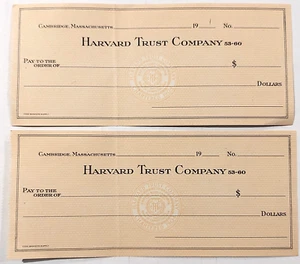 Cambridge, Massachusetts 19 No.
Harvard Trust Company 53-60
Pay to the
order of $
Dollars
Cambridge, Massachusetts 19 No.
Harvard Trust Company 53-60
Pay to the
order of $
Dollars